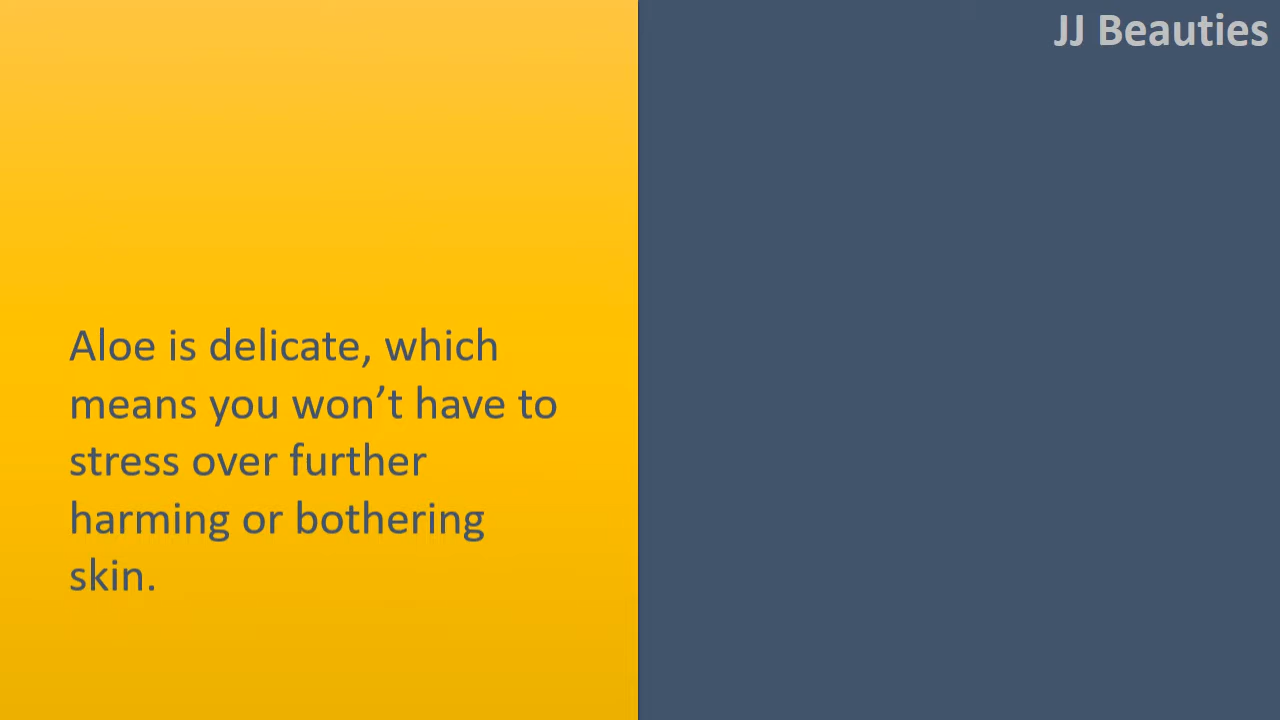 JJ Beauties
Aloe is delicate, which
means you won’t have to
stress over further
harming or bothering
skin.